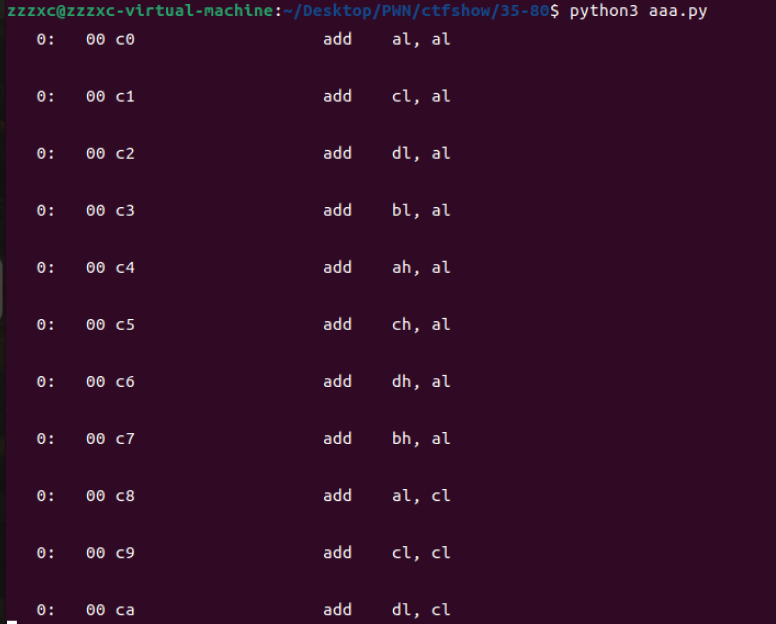 zzzxc@zzzxc-virtual-machine:~/Desktop/PWN/ctfshow/35-80$ python3 aaa.py
0: 00 c0 add al, al
0: 00 c1 add cl, al
0: 00 c2 add dl, al
0: 00 c3 add bl, al
0: 00 c4 add ah, al
0: 00 c5 add ch, al
0: 00 c6 add dh, al
0: 00 c7 add bh, al
0: 00 c8 add al, cl
0: 00 c9 add cl, cl
0: 00 ca add dl, cl